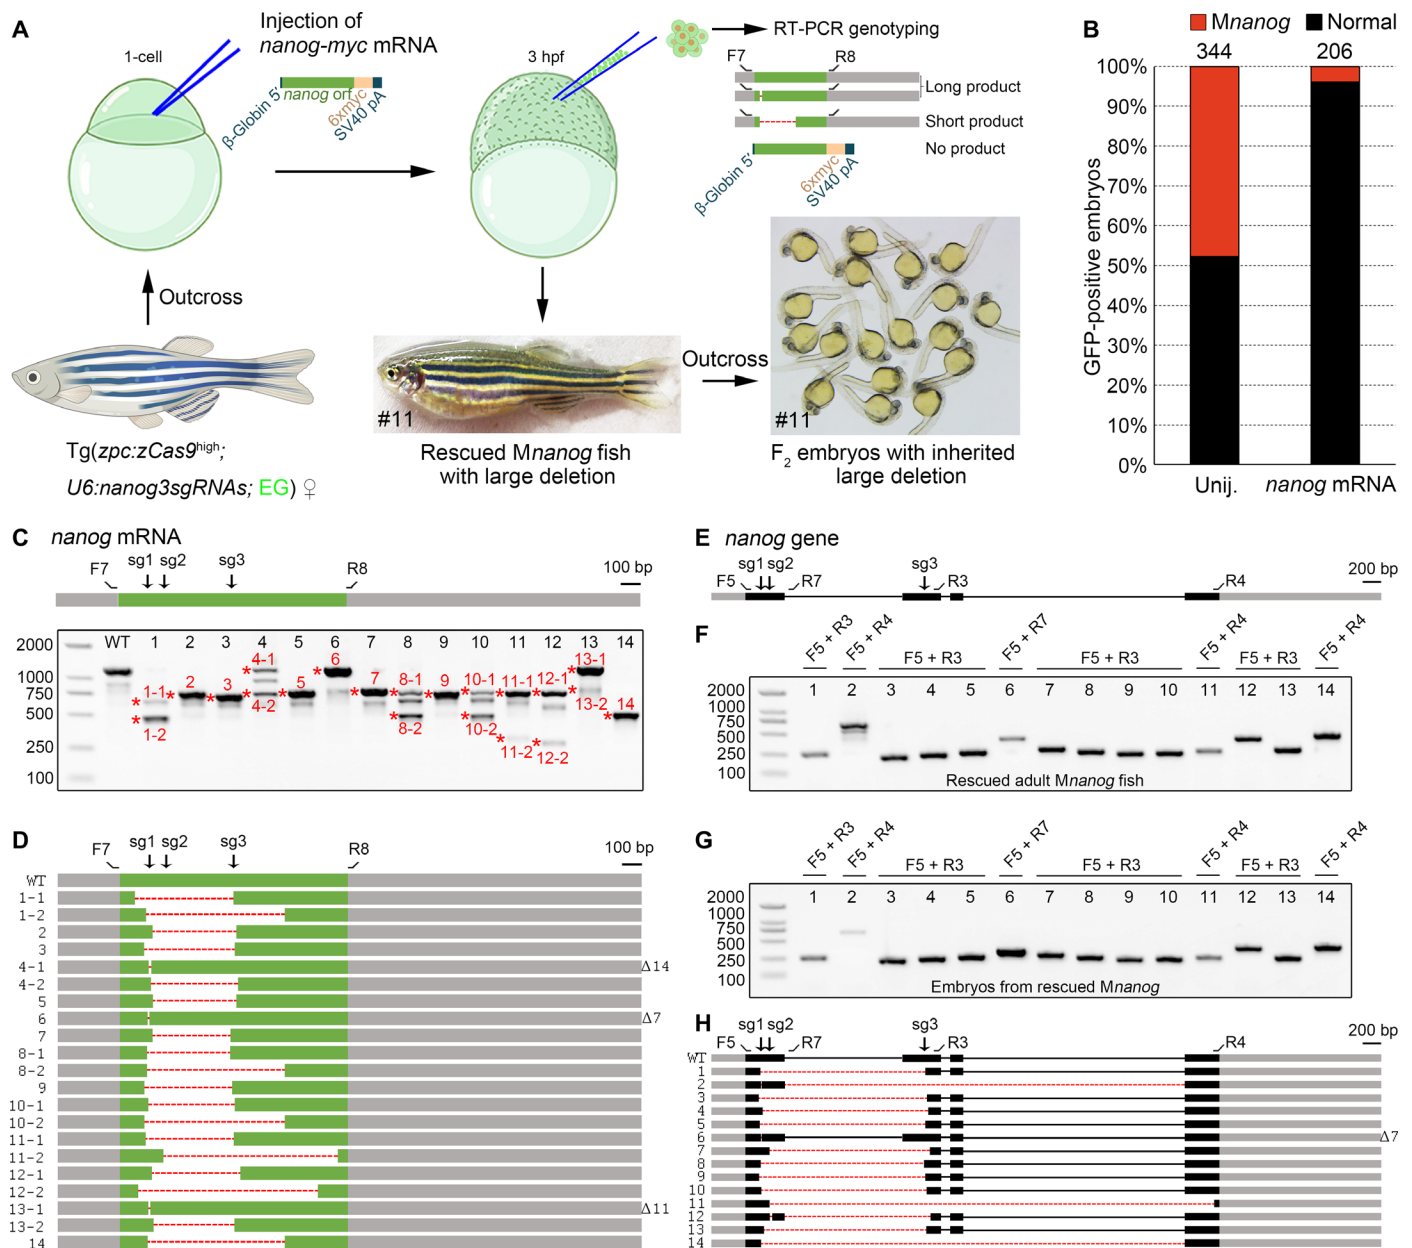 A
Injection of
nanog-myc mRNA
1-cell
β-Globin 5'
nanog orf
6xmyc
SV40 pA
3 hpf
RT-PCR genotyping
F7 R8
Long product
Short product
No product
β-Globin 5'
6xmyc
SV40 pA
Outcross
Tg(zpc:zCas9high;
U6:nanog3sgRNAs; EG) ♀
#11
Rescued Mnanog fish
with large deletion
Outcross
#11
F2 embryos with inherited
large deletion
B
Mnanog Normal
344 206
GFP-positive embryos
100%
90%
80%
70%
60%
50%
40%
30%
20%
10%
0%
Unij. nanog mRNA
C nanog mRNA
F7 sg1 sg2 sg3 R8 100 bp
WT 1 2 3 4 5 6 7 8 9 10 11 12 13 14
2000
1000
750
500
250
100
* 1-1
* 1-2
* 2
* 3
* 4-1
* 4-2
* 5
* 6
* 7
* 8-1
* 8-2
* 9
* 10-1
* 10-2
* 11-1
* 11-2
* 12-1
* 12-2
* 13-1
* 13-2
* 14
D
F7 sg1 sg2 sg3 R8 100 bp
WT
1-1
1-2
2
3
4-1 Δ14
4-2
5
6 Δ7
7
8-1
8-2
9
10-1
10-2
11-1
11-2
12-1
12-2
13-1 Δ11
13-2
14
E nanog gene
F5 sg1 sg2 R7 sg3 R3 R4 200 bp
F
F5 + R3 F5 + R4 F5 + R3 F5 + R7 F5 + R3 F5 + R4 F5 + R3 F5 + R4
1 2 3 4 5 6 7 8 9 10 11 12 13 14
2000
1000
750
500
250
100
Rescued adult Mnanog fish
G
F5 + R3 F5 + R4 F5 + R3 F5 + R7 F5 + R3 F5 + R4 F5 + R3 F5 + R4
1 2 3 4 5 6 7 8 9 10 11 12 13 14
2000
1000
750
500
250
100
Embryos from rescued Mnanog
H
F5 sg1 sg2 R7 sg3 R3 R4 200 bp
WT
1
2
3
4
5
6 Δ7
7
8
9
10
11
12
13
14